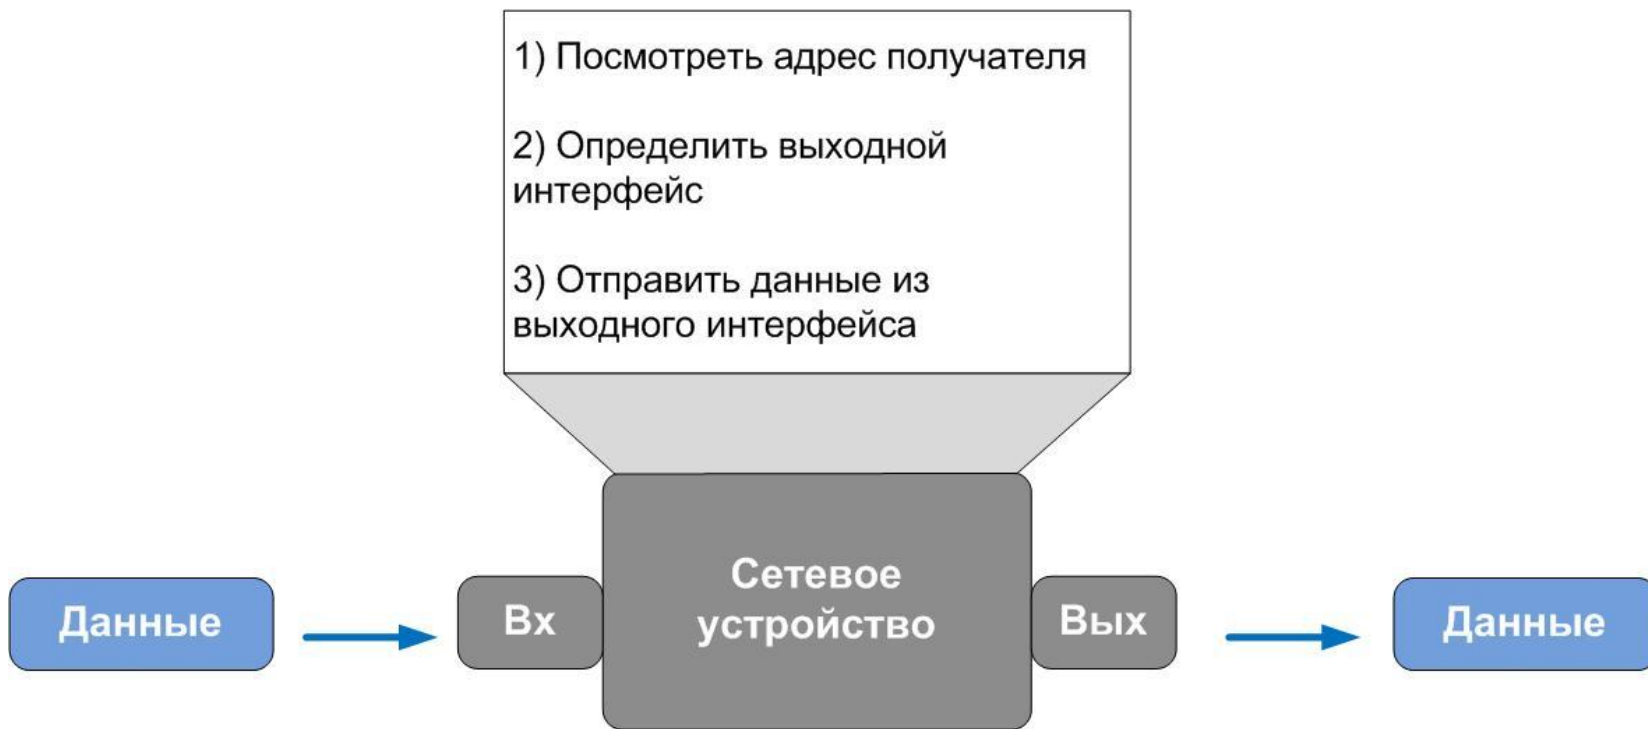 1) Посмотреть адрес получателя
2) Определить выходной
интерфейс
3) Отправить данные из
выходного интерфейса
Данные
Вх
Сетевое
устройство
Вых
Данные